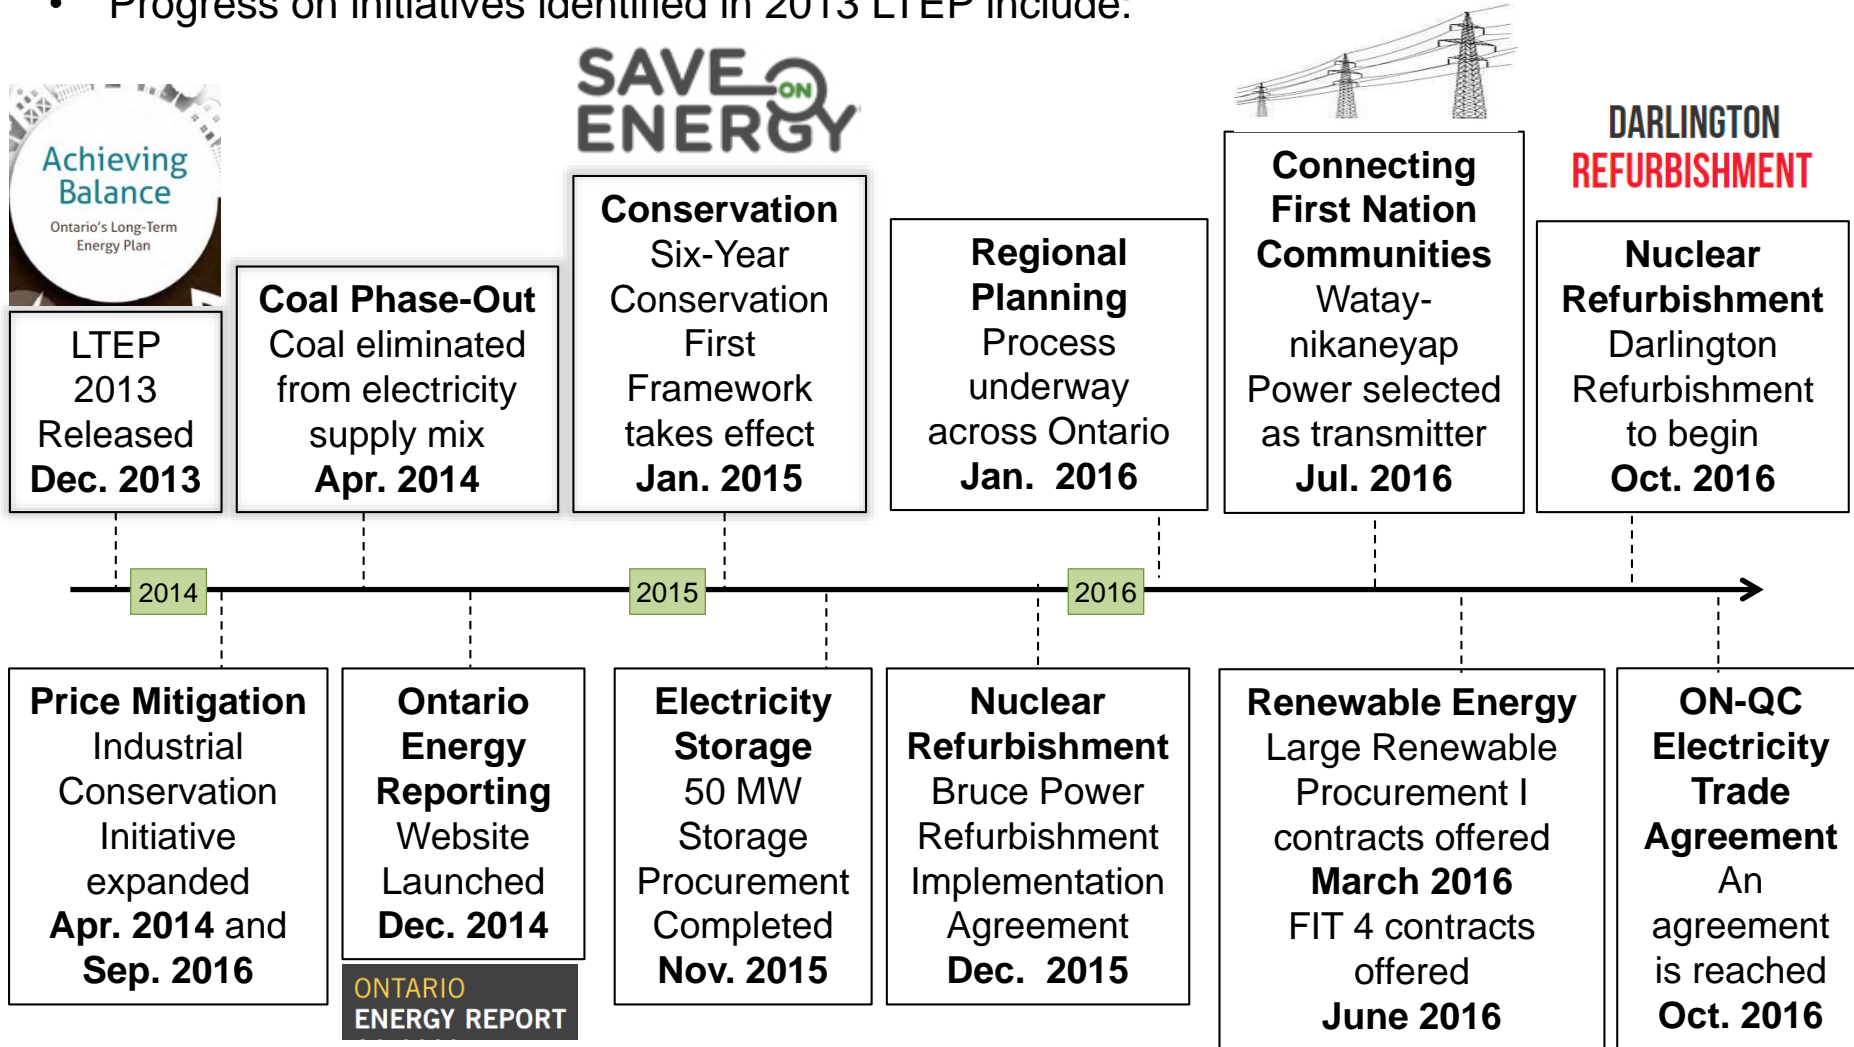 • Progress on initiatives identified in 2013 LTEP include:
Achieving
Balance
Ontario's Long-Term
Energy Plan
LTEP
2013
Released
Dec. 2013
Coal Phase-Out
Coal eliminated
from electricity
supply mix
Apr. 2014
SAVE ON
ENERGY
Conservation
Six-Year
Conservation
First
Framework
takes effect
Jan. 2015
Regional
Planning
Process
underway
across Ontario
Jan. 2016
Connecting
First Nation
Communities
Watay-
nikaneyap
Power selected
as transmitter
Jul. 2016
DARLINGTON
REFURBISHMENT
Nuclear
Refurbishment
Darlington
Refurbishment
to begin
Oct. 2016
2014
2015
2016
Price Mitigation
Industrial
Conservation
Initiative
expanded
Apr. 2014 and
Sep. 2016
Ontario
Energy
Reporting
Website
Launched
Dec. 2014
ONTARIO
ENERGY REPORT
Electricity
Storage
50 MW
Storage
Procurement
Completed
Nov. 2015
Nuclear
Refurbishment
Bruce Power
Refurbishment
Implementation
Agreement
Dec. 2015
Renewable Energy
Large Renewable
Procurement I
contracts offered
March 2016
FIT 4 contracts
offered
June 2016
ON-QC
Electricity
Trade
Agreement
An
agreement
is reached
Oct. 2016